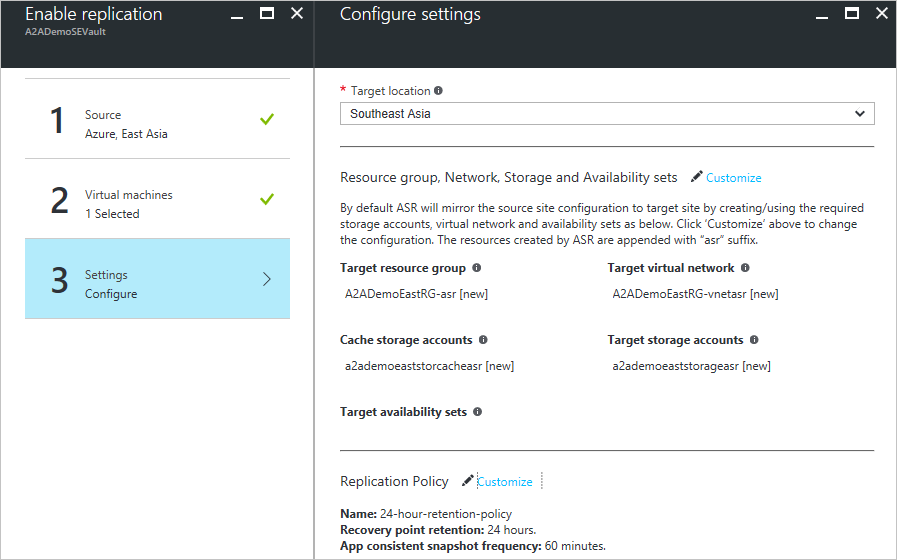 Enable replication
A2ADemoSEVault
1
Source
Azure, East Asia
2
Virtual machines
1 Selected
3
Settings
Configure
Configure settings
* Target location
Southeast Asia
Resource group, Network, Storage and Availability sets Customize
By default ASR will mirror the source site configuration to target site by creating/using the required
storage accounts, virtual network and availability sets as below. Click 'Customize' above to change
the configuration. The resources created by ASR are appended with "asr" suffix.
Target resource group Target virtual network
A2ADemoEastRG-asr [new] A2ADemoEastRG-vnetasr [new]
Cache storage accounts Target storage accounts
a2ademoeaststorcacheasr [new] a2ademoeaststorageasr [new]
Target availability sets
Replication Policy Customize
Name: 24-hour-retention-policy
Recovery point retention: 24 hours.
App consistent snapshot frequency: 60 minutes.